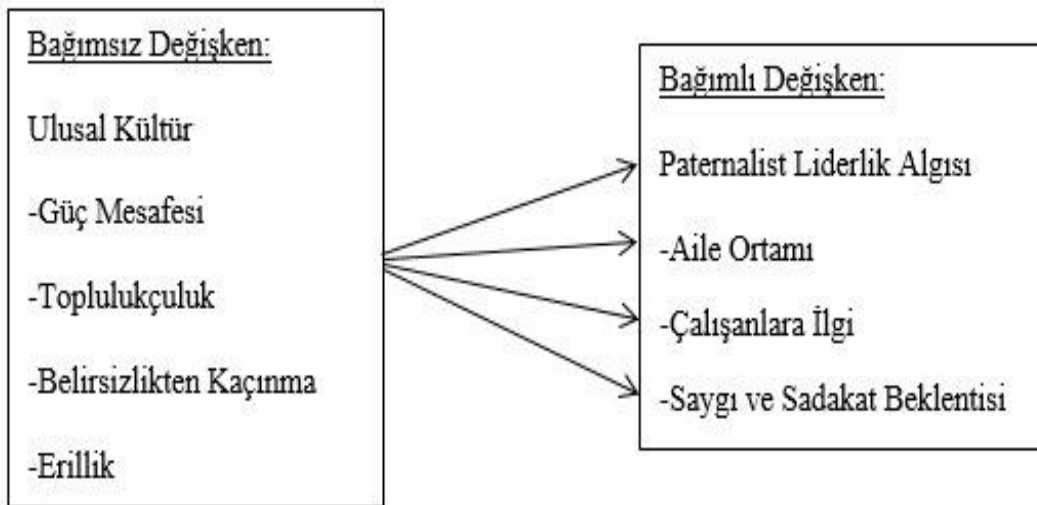 Bağımsız Değişken:
Ulusal Kültür
-Güç Mesafesi
-Toplulukçuluk
-Belirsizlikten Kaçınma
-Erillik
Bağımlı Değişken:
Paternalist Liderlik Algısı
-Aile Ortamı
-Çalışanlara İlgi
-Saygı ve Sadakat Beklentisi